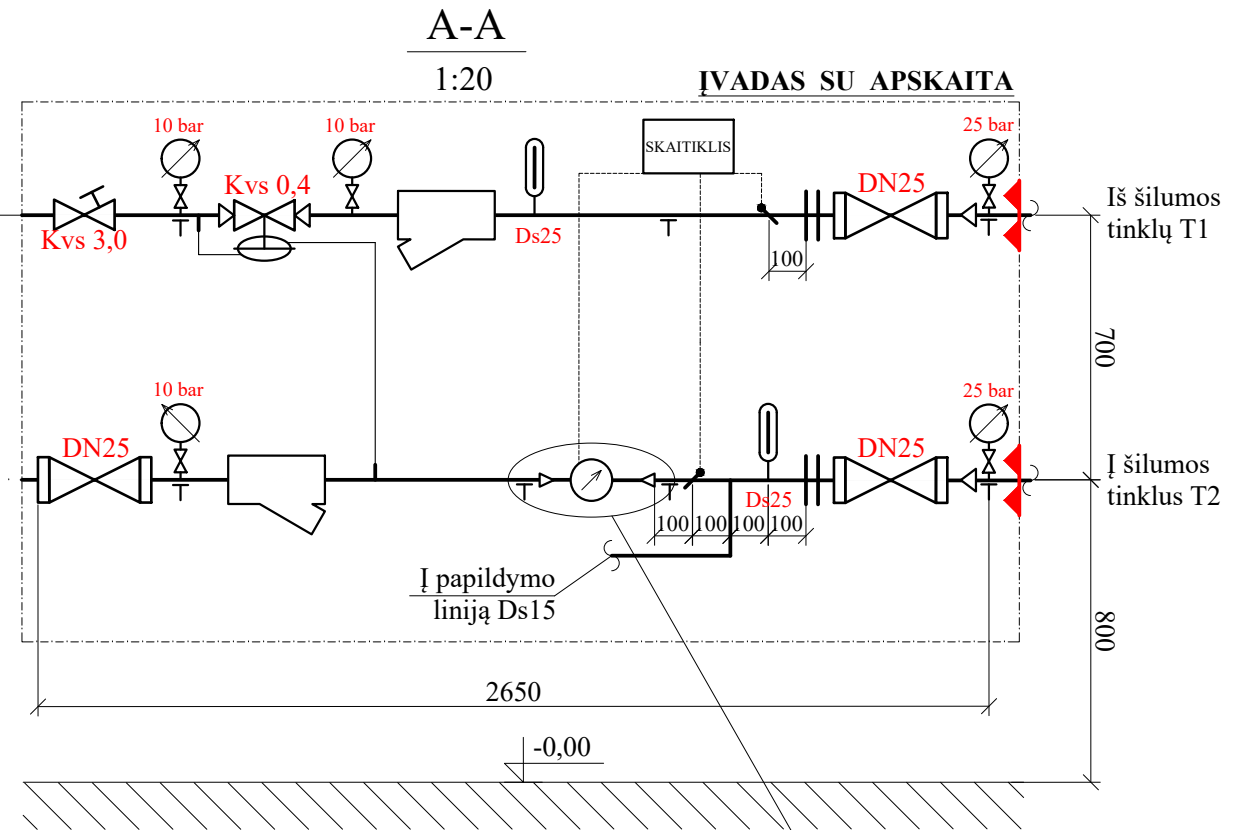 A-A
1:20
ĮVADAS SU APSKAITA
10 bar
10 bar
25 bar
SKAITIKLIS
Kvs 0,4
DN25
Kvs 3,0
Ds25
Iš šilumos
tinklų T1
100
700
10 bar
25 bar
DN25
DN25
Į šilumos
tinklus T2
Ds25
100
100
100
100
Į papildymo
liniją Ds15
800
2650
-0,00